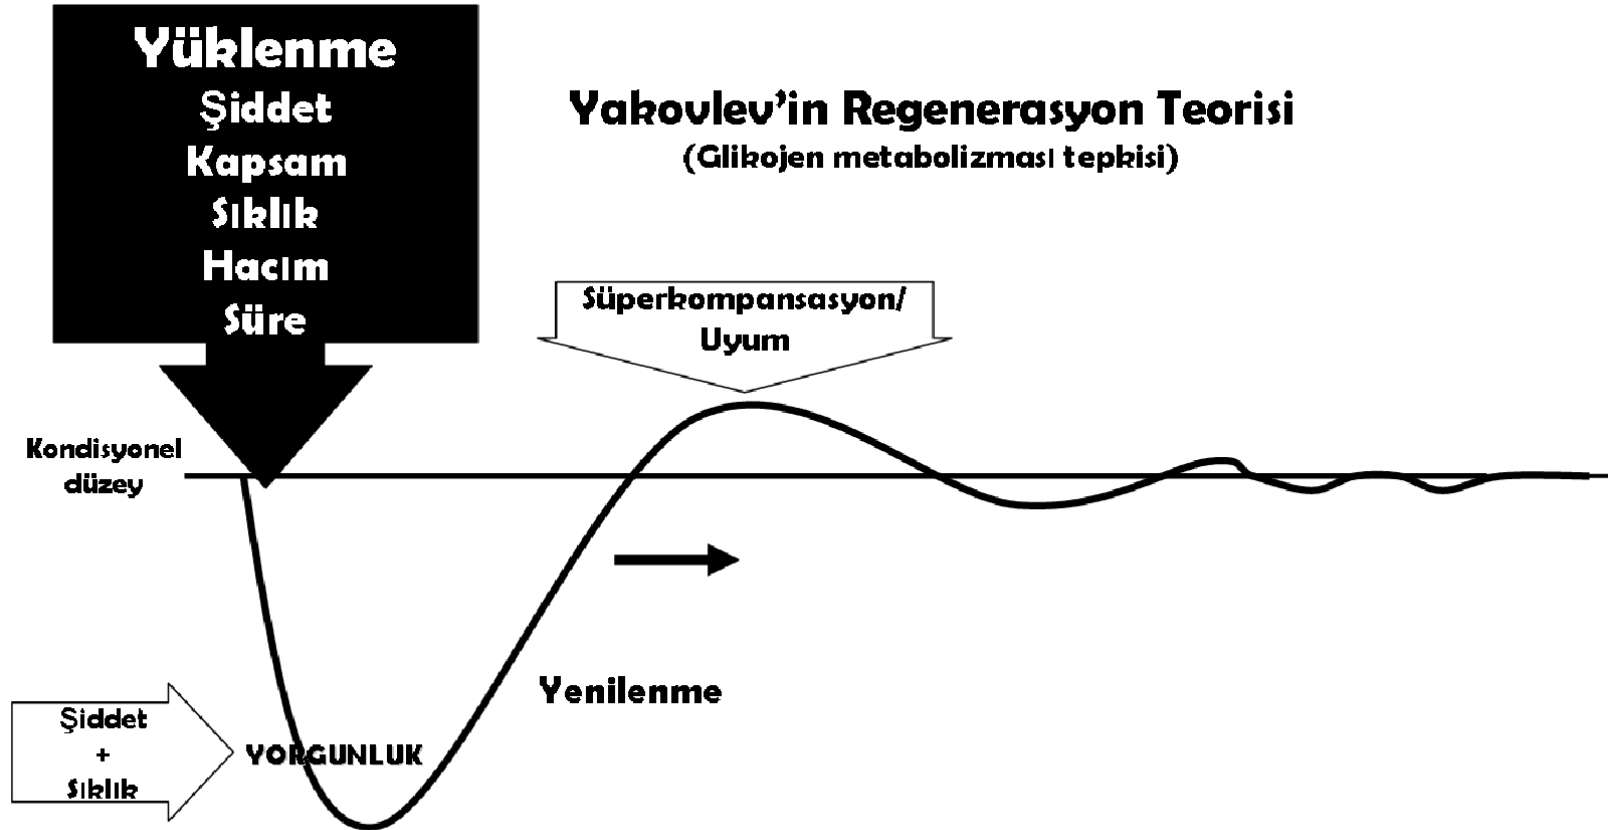 Yüklenme
Şiddet
Kapsam
Sıklık
Hacım
Süre
Yakovlev'in Regenerasyon Teorisi
(Glikojen metabolizması tepkisi)
Süperkompansasyon/
Uyum
Kondisyonel
düzey
Yenilenme
Şiddet
+
Sıklık
YORGUNLUK